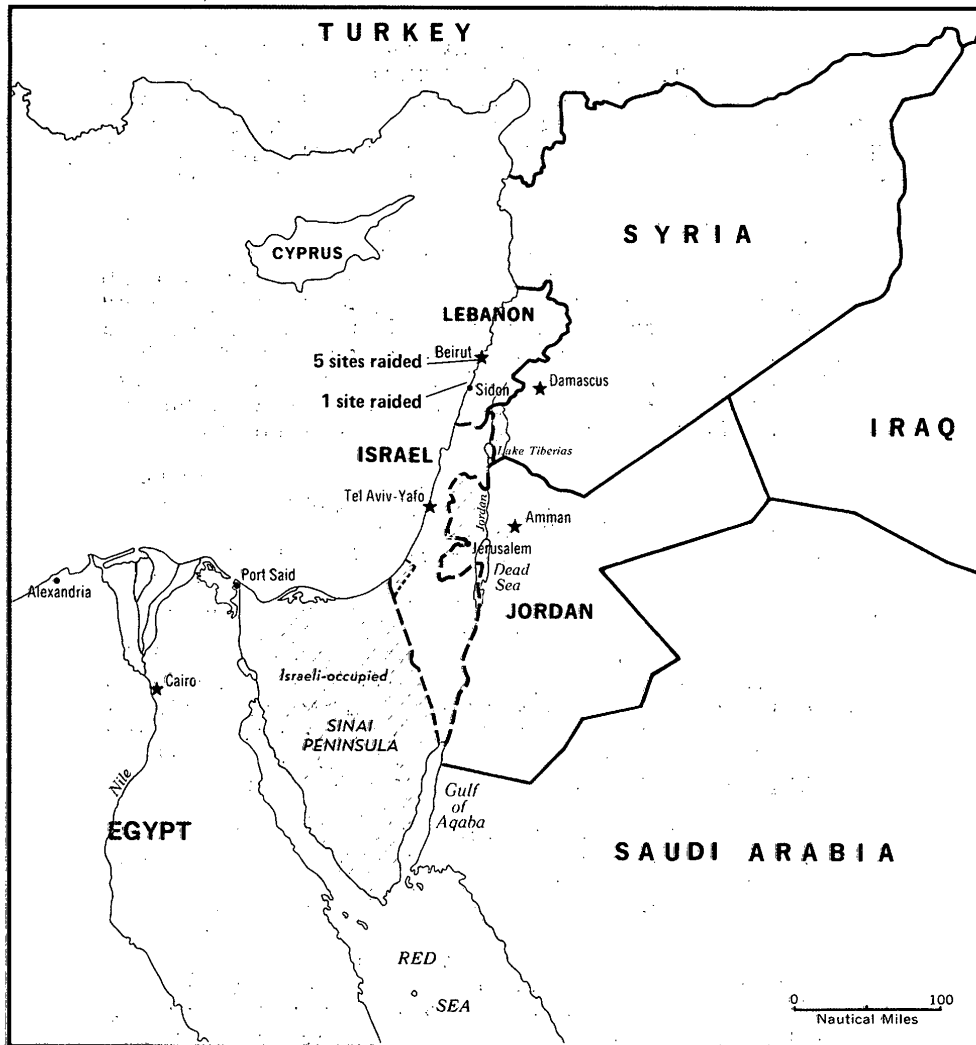 TURKEY
CYPRUS
SYRIA
LEBANON
Beirut
5 sites raided
Sidon
1 site raided
Damascus
IRAQ
ISRAEL
Lake Tiberias
Tel Aviv-Yafo
Jordan
Amman
Jerusalem
Dead
Sea
Port Said
Alexandria
JORDAN
Cairo
Israeli-occupied
SINAI
PENINSULA
Nile
Gulf
of
Aqaba
EGYPT
SAUDI ARABIA
RED
SEA
0 100
Nautical Miles